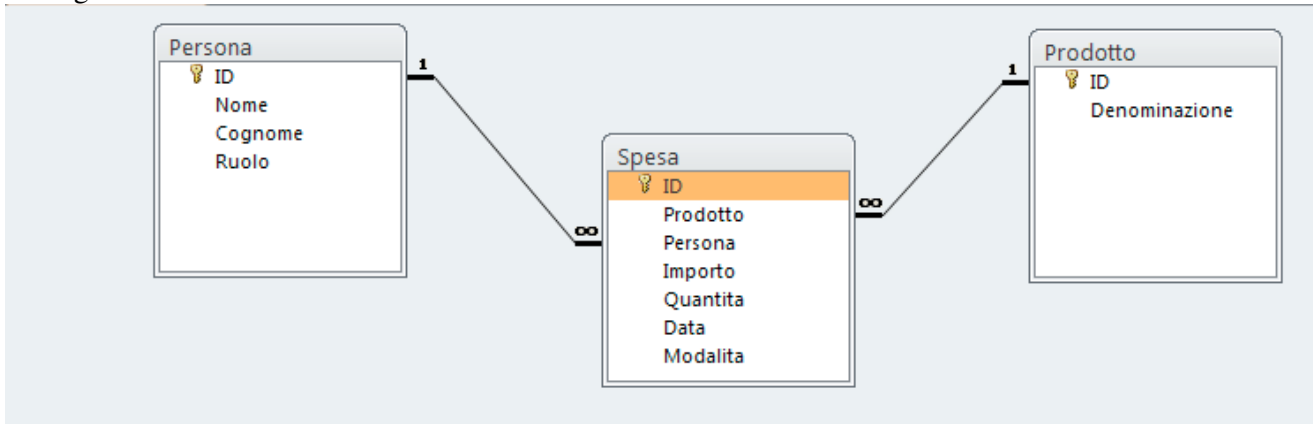 Persona
ID
Nome
Cognome
Ruolo
1
∞
Spesa
ID
Prodotto
Persona
Importo
Quantita
Data
Modalita
∞
1
Prodotto
ID
Denominazione